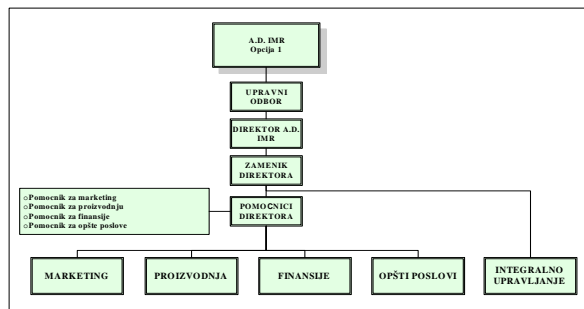 A.D. IMR
Opcija 1
UPRAVNI
ODBOR
DIREKTOR A.D.
IMR
ZAMENIK
DIREKTORA
oPomocnik za marketing
oPomocnik za proizvodnju
oPomocnik za finansije
oPomocnik za opšte poslove
POMOĆNICI
DIREKTORA
MARKETING
PROIZVODNJA
FINANSIJE
OPŠTI POSLOVI
INTEGRALNO
UPRAVLJANJE